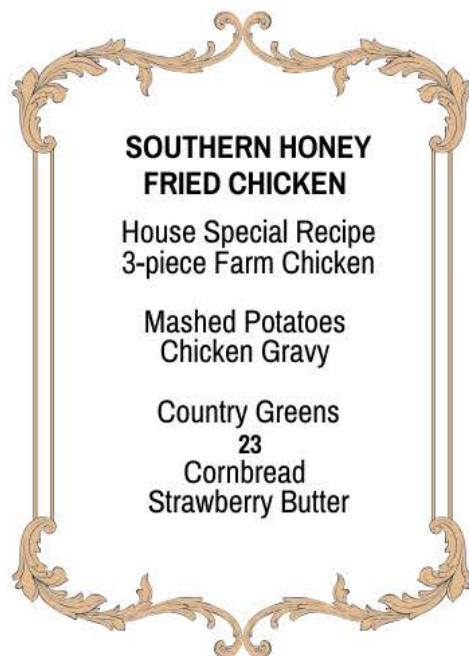 SOUTHERN HONEY
FRIED CHICKEN
House Special Recipe
3-piece Farm Chicken
Mashed Potatoes
Chicken Gravy
Country Greens
23
Cornbread
Strawberry Butter